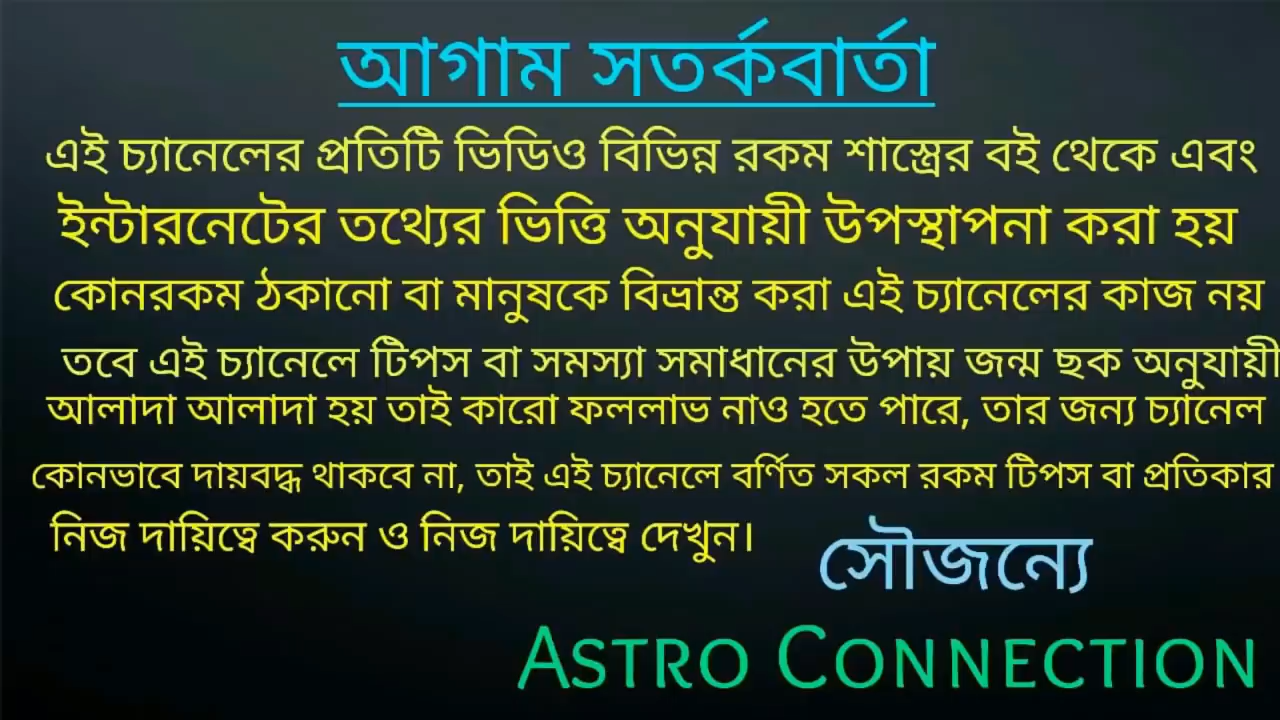 আগাম সতর্কবার্তা
এই চ্যানেলের প্রতিটি ভিডিও বিভিন্ন রকম শাস্ত্রের বই থেকে এবং
ইন্টারনেটের তথ্যের ভিত্তি অনুযায়ী উপস্থাপনা করা হয়
কোনরকম ঠকানো বা মানুষকে বিভ্রান্ত করা এই চ্যানেলের কাজ নয়
তবে এই চ্যানেলে টিপস বা সমস্যা সমাধানের উপায় জন্ম ছক অনুযায়ী
আলাদা আলাদা হয় তাই কারো ফললাভ নাও হতে পারে, তার জন্য চ্যানেল
কোনভাবে দায়বদ্ধ থাকবে না, তাই এই চ্যানেলে বর্ণিত সকল রকম টিপস বা প্রতিকার
নিজ দায়িত্বে করুন ও নিজ দায়িত্বে দেখুন।
সৌজন্যে
ASTRO CONNECTION